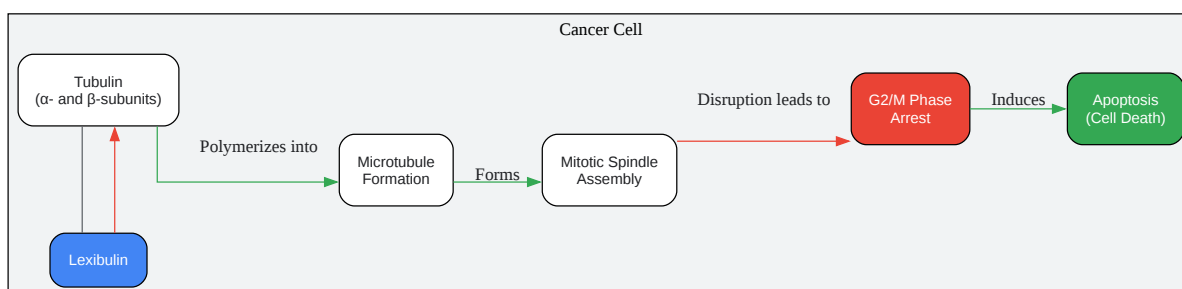 Cancer Cell
Tubulin
(α- and β-subunits)
Polymerizes into
Microtubule
Formation
Forms
Mitotic Spindle
Assembly
Disruption leads to
G2/M Phase
Arrest
Induces
Apoptosis
(Cell Death)
Lexibulin